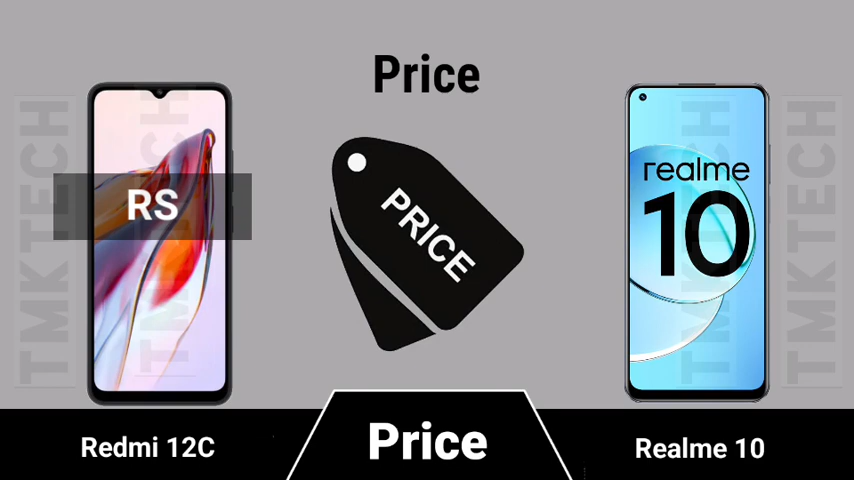 Price
TMKTECH
RS
PRICE
realme
10
TMKTECH
Redmi 12C
Price
Realme 10